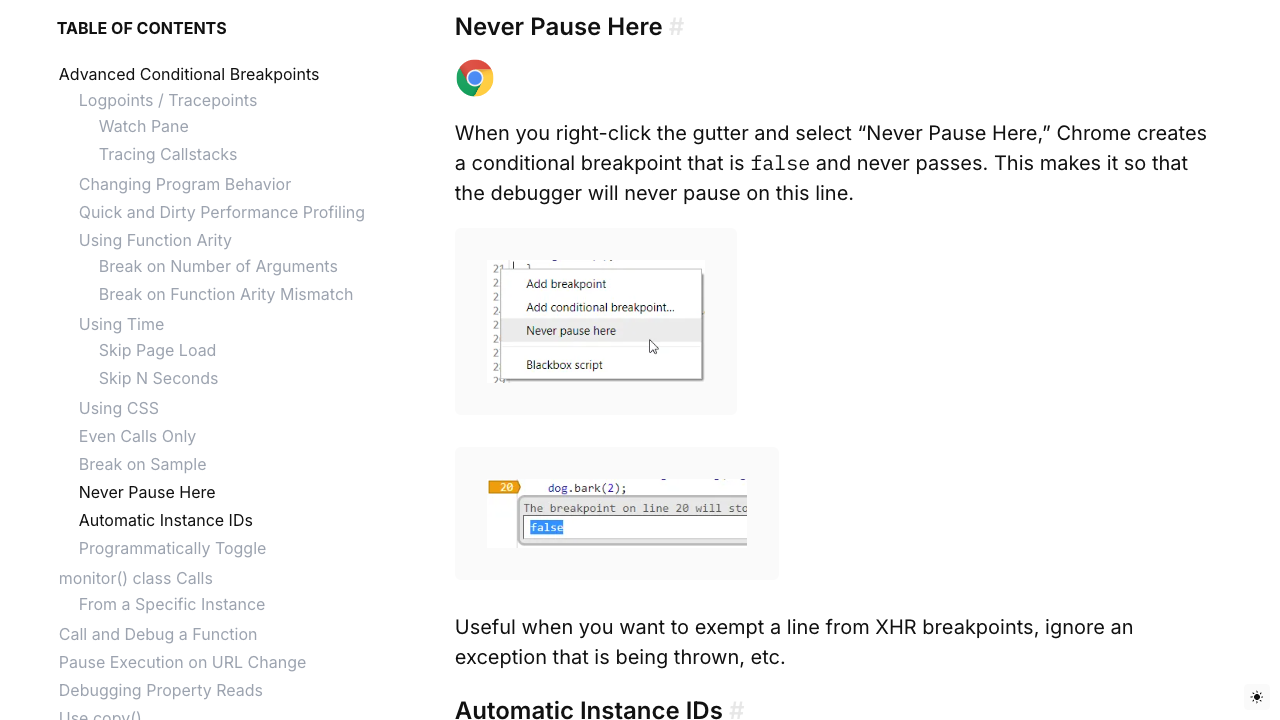 TABLE OF CONTENTS
Advanced Conditional Breakpoints
Logpoints / Tracepoints
Watch Pane
Tracing Callstacks
Changing Program Behavior
Quick and Dirty Performance Profiling
Using Function Arity
Break on Number of Arguments
Break on Function Arity Mismatch
Using Time
Skip Page Load
Skip N Seconds
Using CSS
Even Calls Only
Break on Sample
Never Pause Here
Automatic Instance IDs
Programmatically Toggle
monitor() class Calls
From a Specific Instance
Call and Debug a Function
Pause Execution on URL Change
Debugging Property Reads
Use copy()
Never Pause Here #
When you right-click the gutter and select “Never Pause Here,” Chrome creates
a conditional breakpoint that is false and never passes. This makes it so that
the debugger will never pause on this line.
21
Add breakpoint
Add conditional breakpoint...
Never pause here
Blackbox script
20 dog.bark(2);
The breakpoint on line 20 will sto
false
Useful when you want to exempt a line from XHR breakpoints, ignore an
exception that is being thrown, etc.
Automatic Instance IDs #